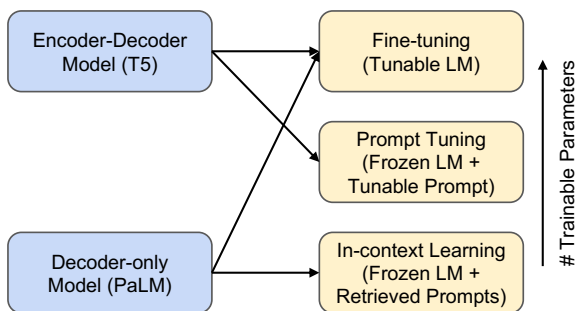 Encoder-Decoder
Model (T5)
Fine-tuning
(Tunable LM)
Prompt Tuning
(Frozen LM +
Tunable Prompt)
Decoder-only
Model (PaLM)
In-context Learning
(Frozen LM +
Retrieved Prompts)
# Trainable Parameters